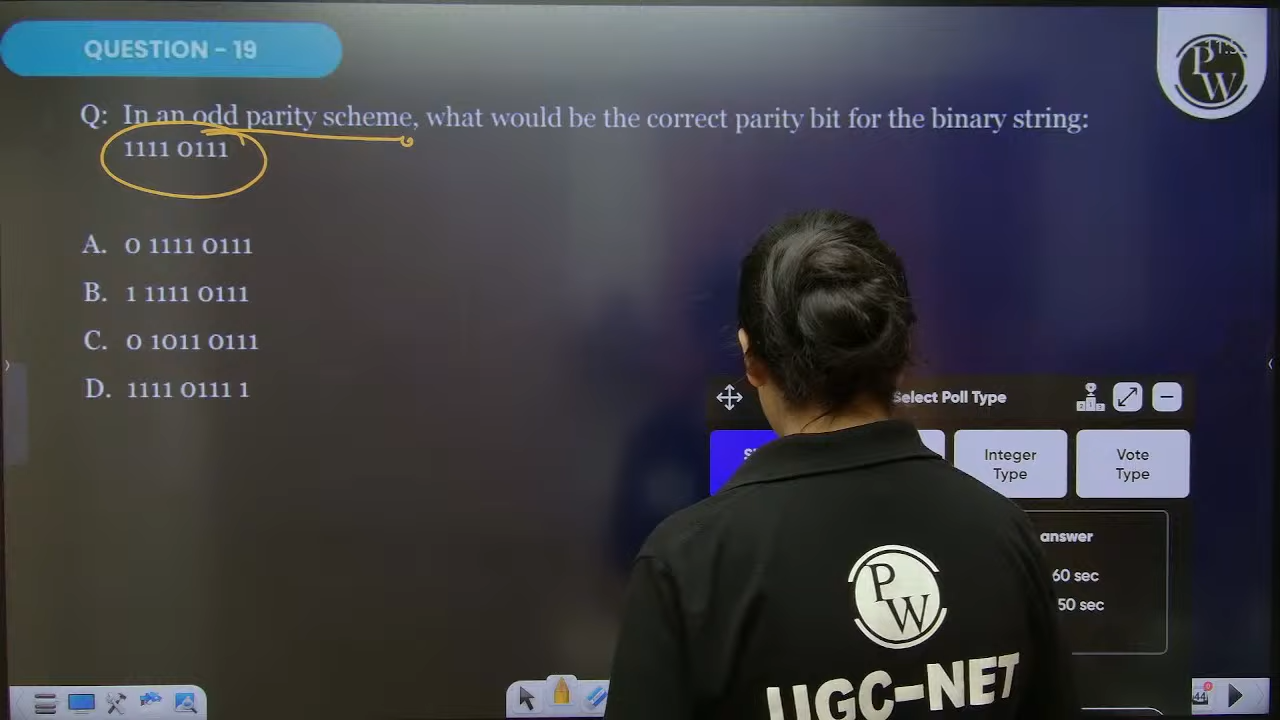 QUESTION - 19
Q: In an odd parity scheme, what would be the correct parity bit for the binary string:
1111 0111
A. 0 1111 0111
B. 1 1111 0111
C. 0 1011 0111
D. 1111 0111 1
PW
Select Poll Type
Integer
Type
Vote
Type
answer
60 sec
50 sec
PW
UGC-NET